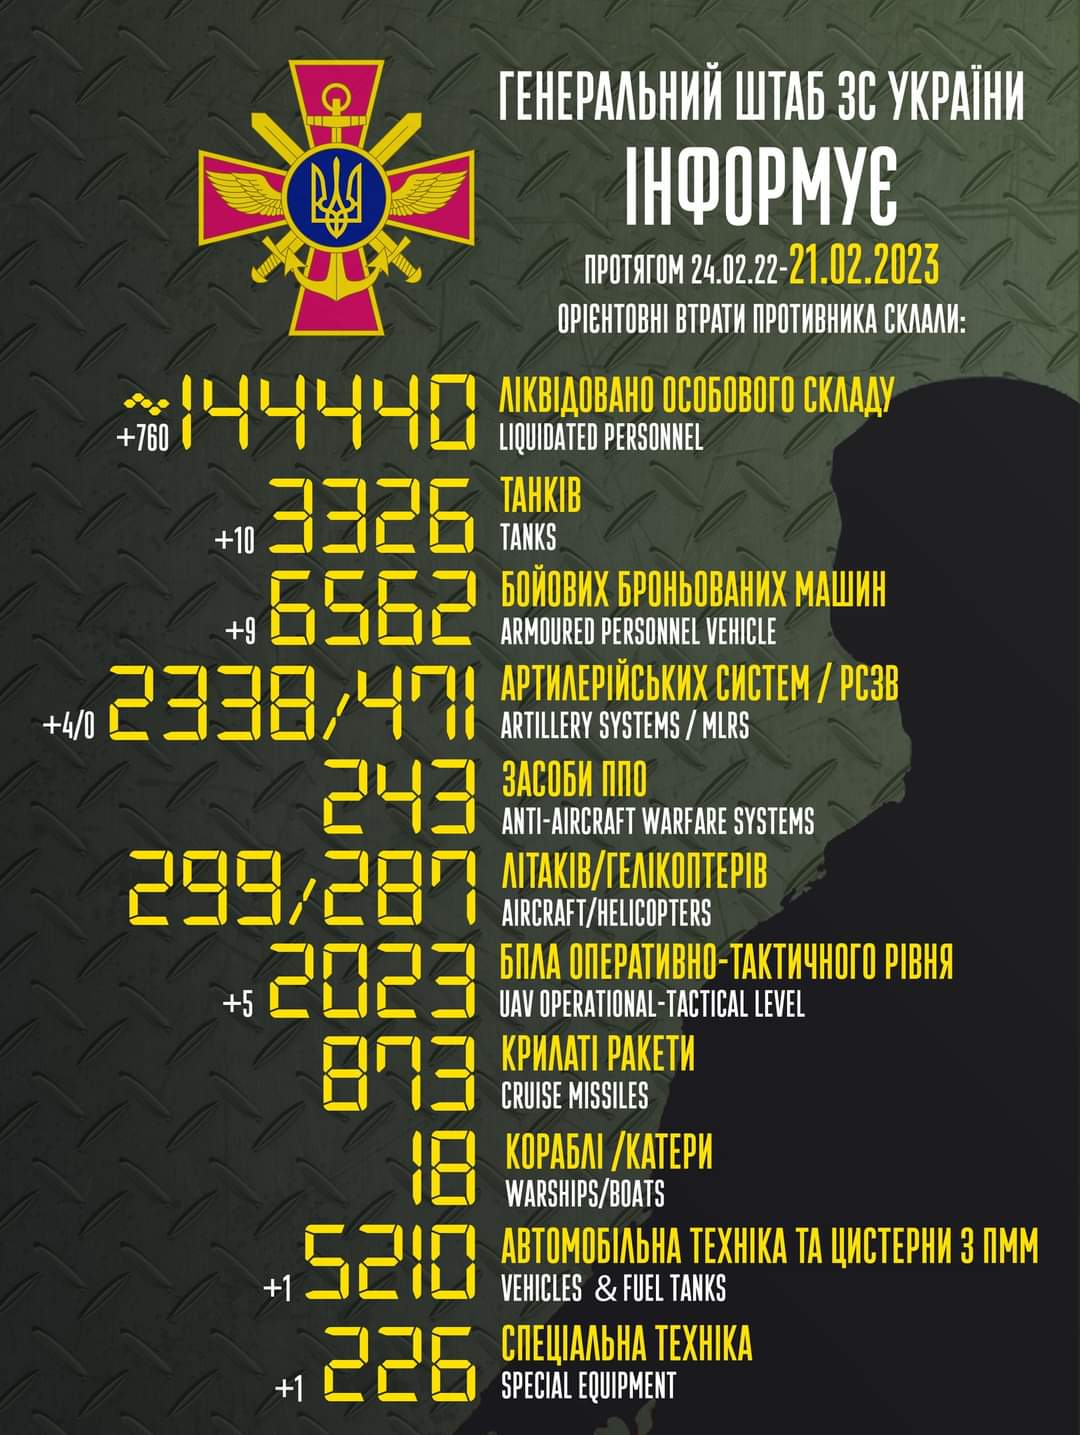 ГЕНЕРАЛЬНИЙ ШТАБ ЗС УКРАЇНИ
ІНФОРМУЄ
ПРОТЯГОМ 24.02.22-21.02.2023
ОРІЄНТОВНІ ВТРАТИ ПРОТИВНИКА СКЛАЛИ:
+760 ~144440 ЛІКВІДОВАНО ОСОБОВОГО СКЛАДУ
LIQUIDATED PERSONNEL
+10 3326 ТАНКІВ
TANKS
+9 6562 БОЙОВИХ БРОНЬОВАНИХ МАШИН
ARMOURED PERSONNEL VEHICLE
+4/0 2338/471 АРТИЛЕРІЙСЬКИХ СИСТЕМ / РСЗВ
ARTILLERY SYSTEMS / MLRS
243 ЗАСОБИ ППО
ANTI-AIRCRAFT WARFARE SYSTEMS
299/287 ЛІТАКІВ/ГЕЛІКОПТЕРІВ
AIRCRAFT/HELICOPTERS
+5 2023 БПЛА ОПЕРАТИВНО-ТАКТИЧНОГО РІВНЯ
UAV OPERATIONAL-TACTICAL LEVEL
873 КРИЛАТІ РАКЕТИ
CRUISE MISSILES
18 КОРАБЛІ /КАТЕРИ
WARSHIPS/BOATS
+1 5210 АВТОМОБІЛЬНА ТЕХНІКА ТА ЦИСТЕРНИ З ПММ
VEHICLES & FUEL TANKS
+1 226 СПЕЦІАЛЬНА ТЕХНІКА
SPECIAL EQUIPMENT